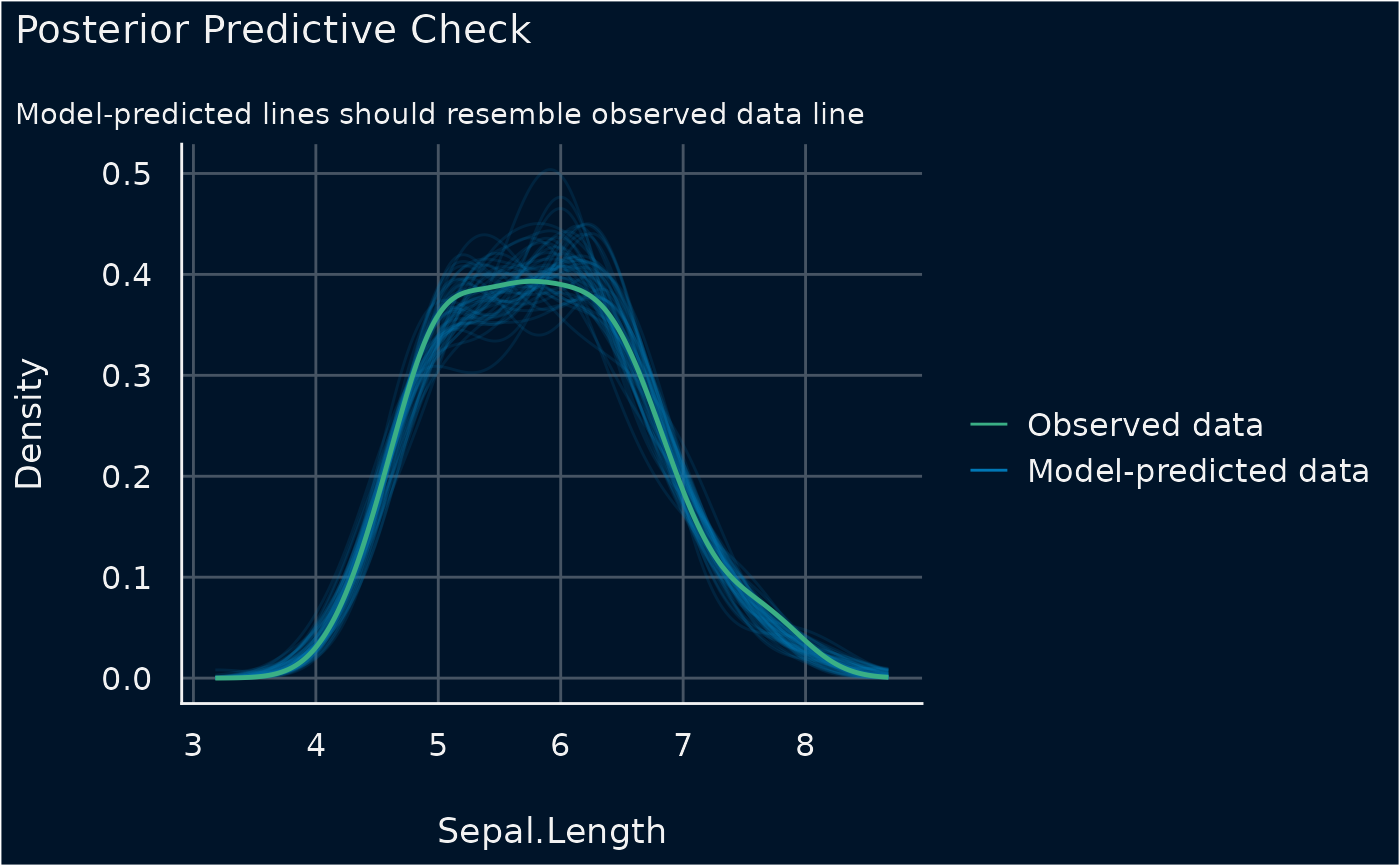 Posterior Predictive Check
Model-predicted lines should resemble observed data line
0.5
0.4
0.3
0.2
0.1
0.0
Density
3 4 5 6 7 8
Sepal.Length
Observed data
Model-predicted data